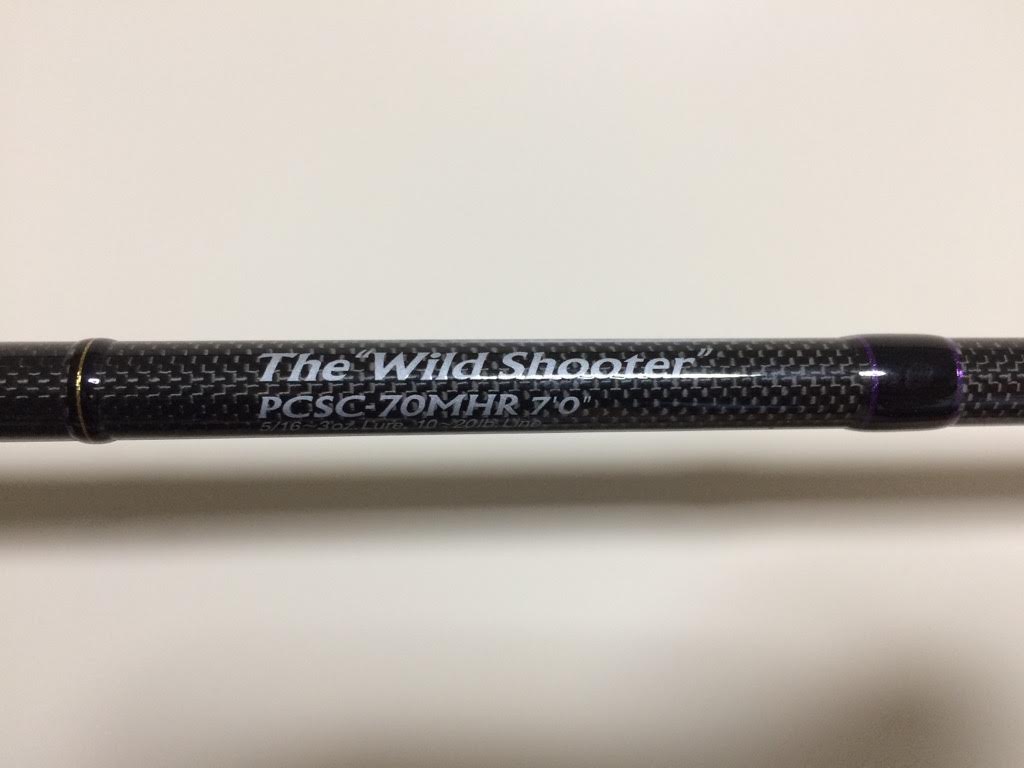 The “Wild Shooter”
PCSC-70MHR 7'0"
5/16~3oz Lure, 10~20lb Line